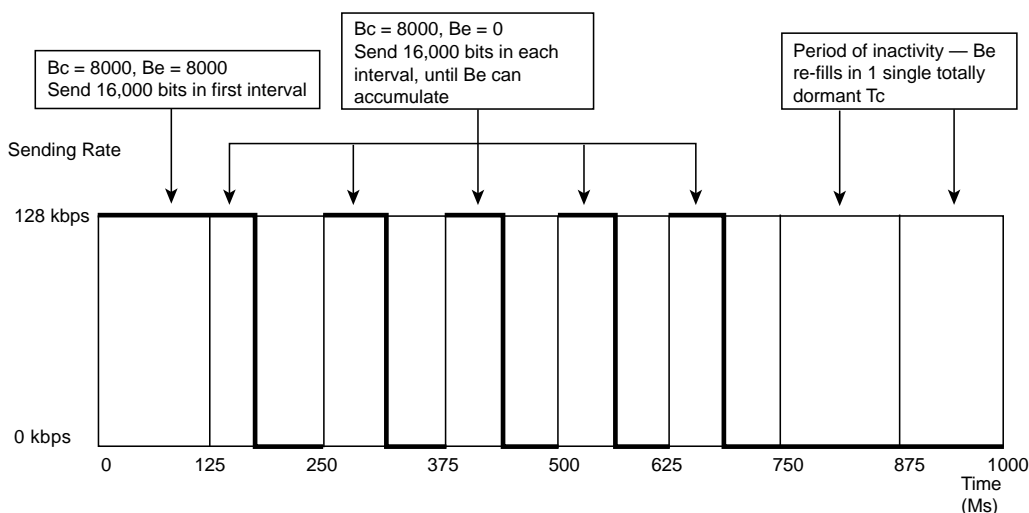 Bc = 8000, Be = 8000
Send 16,000 bits in first interval
Bc = 8000, Be = 0
Send 16,000 bits in each
interval, until Be can
accumulate
Period of inactivity — Be
re-fills in 1 single totally
dormant Tc
Sending Rate
128 kbps
0 kbps
0 125 250 375 500 625 750 875 1000
Time
(Ms)